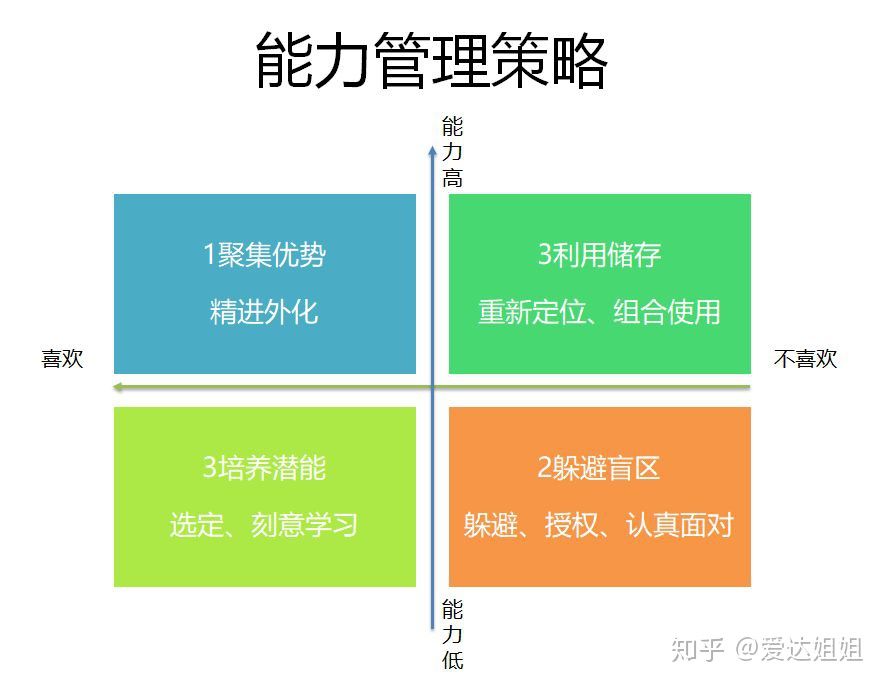 能力管理策略
能力高
1聚集优势
精进外化
3利用储存
重新定位、组合使用
喜欢
不喜欢
3培养潜能
选定、刻意学习
2躲避盲区
躲避、授权、认真面对
能力低
知乎 @爱达姐姐